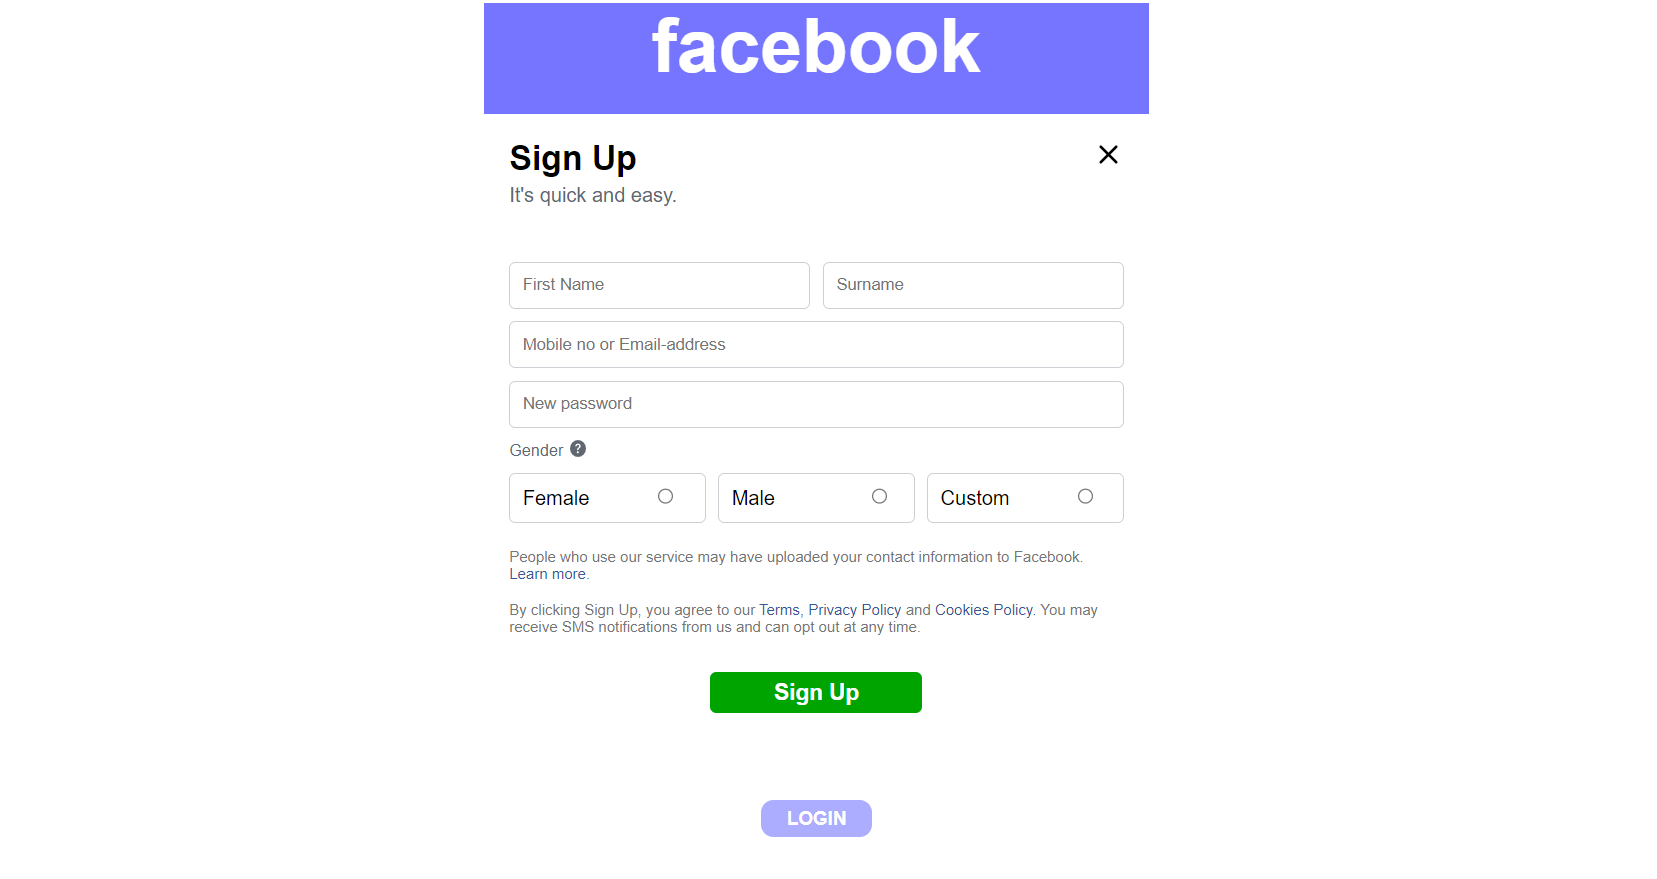 facebook
Sign Up
It's quick and easy.
First Name
Surname
Mobile no or Email-address
New password
Gender ?
Female
Male
Custom
People who use our service may have uploaded your contact information to Facebook.
Learn more.
By clicking Sign Up, you agree to our Terms, Privacy Policy and Cookies Policy. You may
receive SMS notifications from us and can opt out at any time.
Sign Up
LOGIN